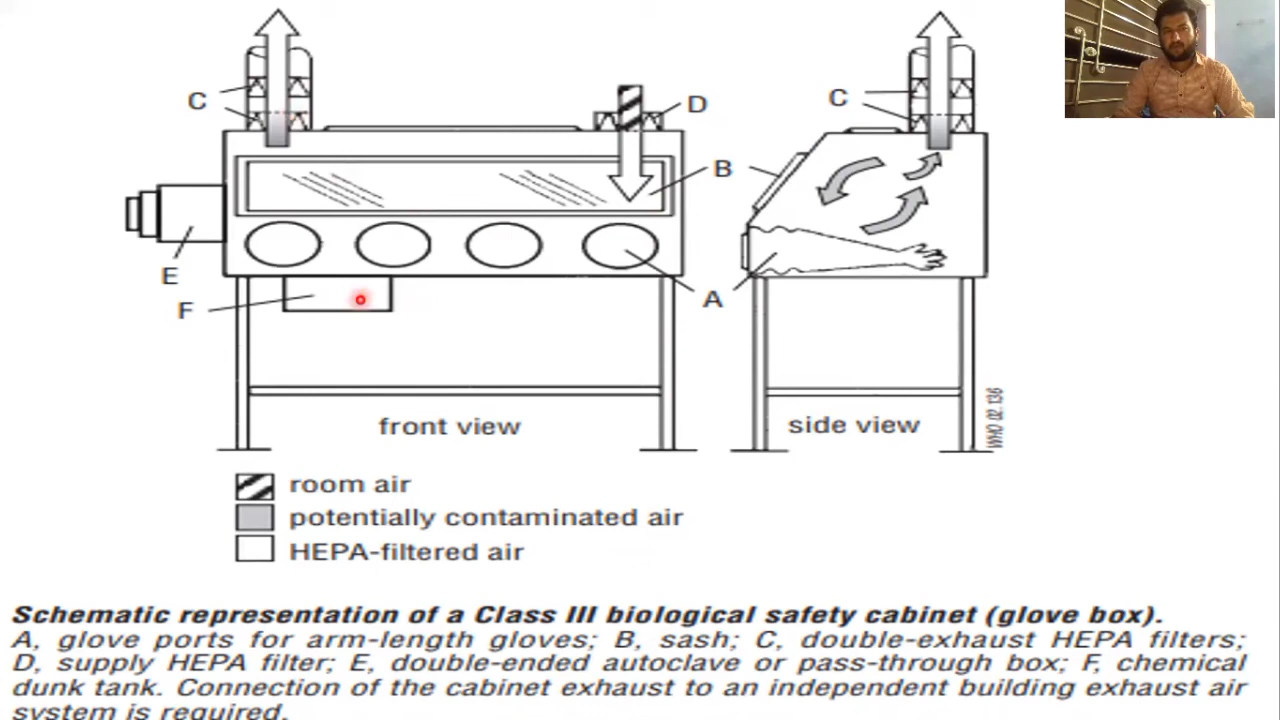 C
D
C
B
E
F
A
front view
side view
WHO 02.136
room air
potentially contaminated air
HEPA-filtered air
Schematic representation of a Class III biological safety cabinet (glove box).
A, glove ports for arm-length gloves; B, sash; C, double-exhaust HEPA filters;
D, supply HEPA filter; E, double-ended autoclave or pass-through box; F, chemical
dunk tank. Connection of the cabinet exhaust to an independent building exhaust air
system is required.